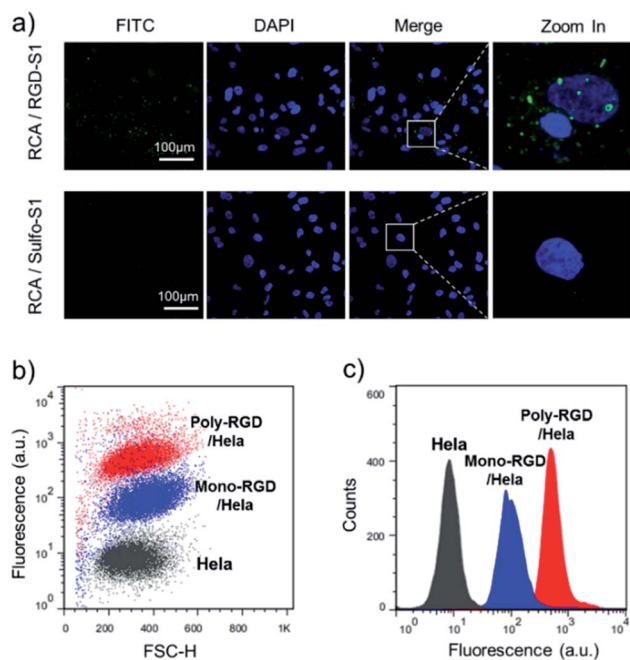 a)
FITC DAPI Merge Zoom In
RCA / RGD-S1
100μm
RCA / Sulfo-S1
100μm
b)
Fluorescence (a.u.)
10⁴
10³
10²
10¹
10⁰
Poly-RGD
/Hela
Mono-RGD
/Hela
Hela
0 200 400 600 800 1K
FSC-H
c)
Counts
600
400
200
0
Hela
Mono-RGD
/Hela
Poly-RGD
/Hela
10⁰ 10¹ 10² 10³ 10⁴
Fluorescence (a.u.)